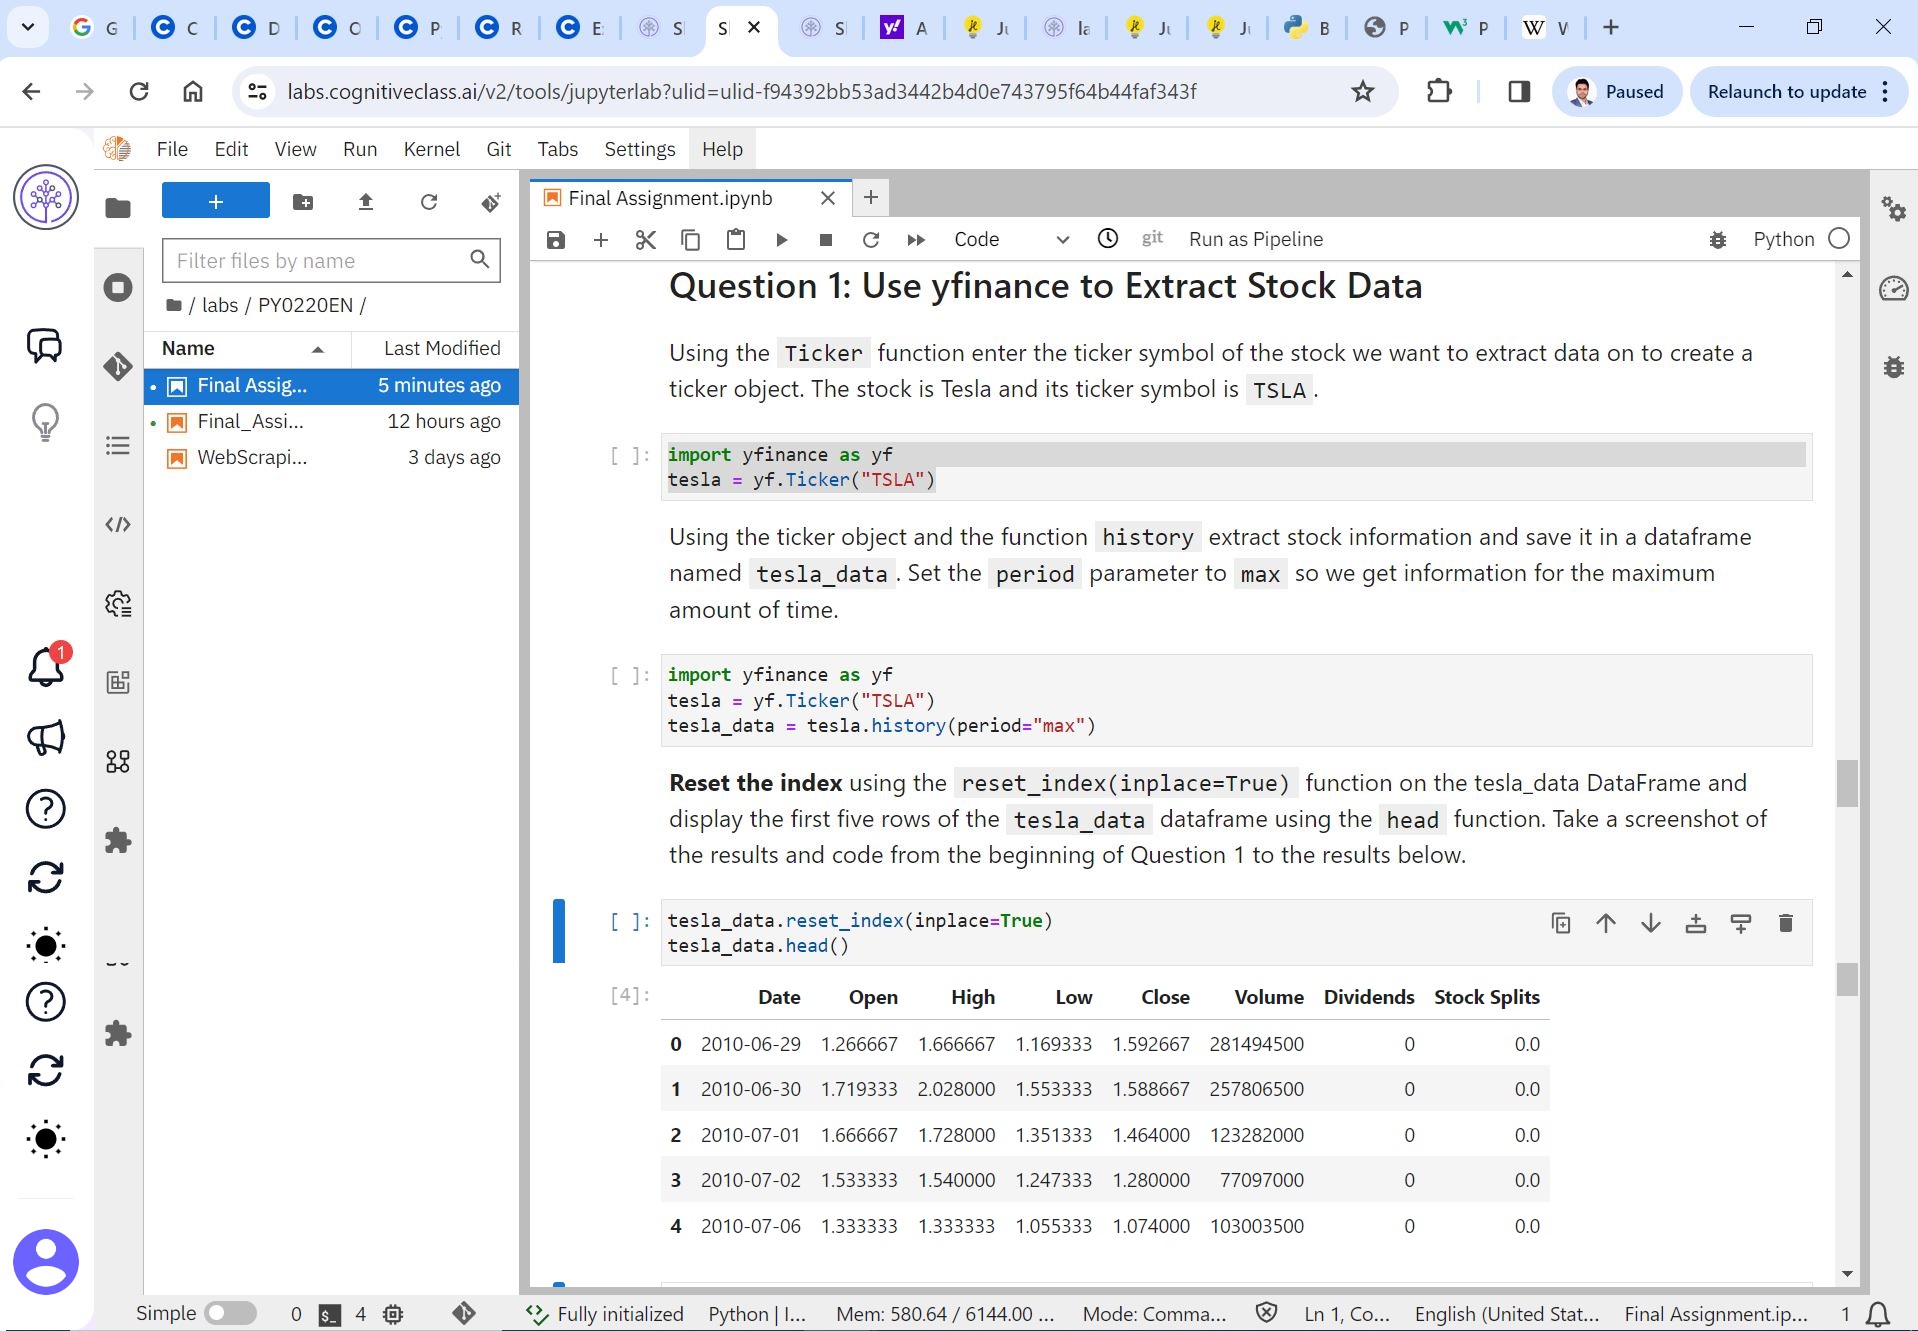 G
C
D
C
P
R
E
S
S
S
A
Ju
la
Ju
Ju
B
P
P
W
labs.cognitiveclass.ai/v2/tools/jupyterlab?ulid=ulid-f94392bb53ad3442b4d0e743795f64b44faf343f
Paused
Relaunch to update
File Edit View Run Kernel Git Tabs Settings Help
Final Assignment.ipynb
Code git Run as Pipeline Python
Filter files by name
/ labs / PY0220EN /
Name Last Modified
Final Assig... 5 minutes ago
Final_Assi... 12 hours ago
WebScrapi... 3 days ago
1
Question 1: Use yfinance to Extract Stock Data
Using the Ticker function enter the ticker symbol of the stock we want to extract data on to create a
ticker object. The stock is Tesla and its ticker symbol is TSLA .
[ ]: import yfinance as yf
tesla = yf.Ticker("TSLA")
Using the ticker object and the function history extract stock information and save it in a dataframe
named tesla_data . Set the period parameter to max so we get information for the maximum
amount of time.
[ ]: import yfinance as yf
tesla = yf.Ticker("TSLA")
tesla_data = tesla.history(period="max")
Reset the index using the reset_index(inplace=True) function on the tesla_data DataFrame and
display the first five rows of the tesla_data dataframe using the head function. Take a screenshot of
the results and code from the beginning of Question 1 to the results below.
[ ]: tesla_data.reset_index(inplace=True)
tesla_data.head()
[4]: Date Open High Low Close Volume Dividends Stock Splits
0 2010-06-29 1.266667 1.666667 1.169333 1.592667 281494500 0 0.0
1 2010-06-30 1.719333 2.028000 1.553333 1.588667 257806500 0 0.0
2 2010-07-01 1.666667 1.728000 1.351333 1.464000 123282000 0 0.0
3 2010-07-02 1.533333 1.540000 1.247333 1.280000 77097000 0 0.0
4 2010-07-06 1.333333 1.333333 1.055333 1.074000 103003500 0 0.0
Simple 0 4 Fully initialized Python | I... Mem: 580.64 / 6144.00 ... Mode: Comma... Ln 1, Co... English (United Stat... Final Assignment.ip... 1